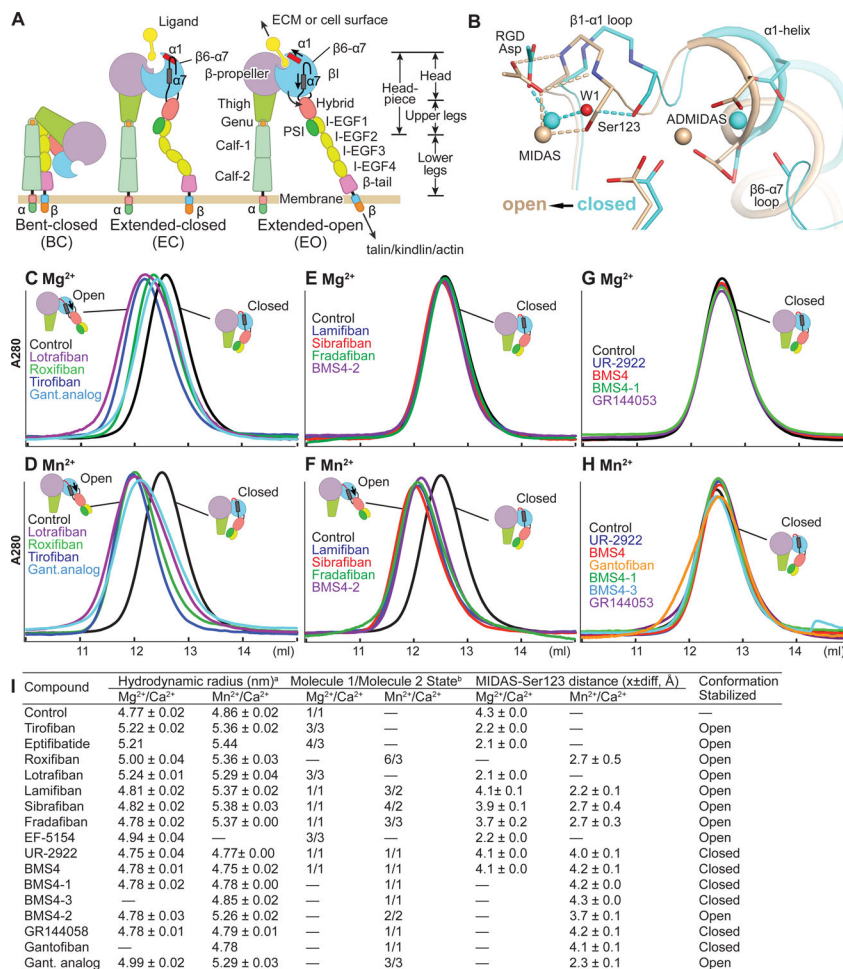 A
Ligand
ECM or cell surface
α1
β6-α7
α7
β-propeller
α1
β6-α7
α7
βI
Thigh
Genu
Calf-1
Calf-2
Hybrid
PSI
I-EGF1
I-EGF2
I-EGF3
I-EGF4
β-tail
Membrane
Head-
piece
Head
Upper legs
Lower
legs
α β
α β
α β
Bent-closed
(BC)
Extended-closed
(EC)
Extended-open
(EO)
talin/kindlin/actin
B
RGD
Asp
β1-α1 loop
α1-helix
W1
Ser123
MIDAS
ADMIDAS
β6-α7
loop
open closed
C Mg2+
Open
Closed
Control
Lotrafiban
Roxifiban
Tirofiban
Gant.analog
A280
11 12 13 14 (ml)
E Mg2+
Closed
Control
Lamifiban
Sibrafiban
Fradafiban
BMS4-2
G Mg2+
Closed
Control
UR-2922
BMS4
BMS4-1
GR144053
D Mn2+
Open
Closed
Control
Lotrafiban
Roxifiban
Tirofiban
Gant.analog
A280
11 12 13 14 (ml)
F Mn2+
Open
Closed
Control
Lamifiban
Sibrafiban
Fradafiban
BMS4-2
11 12 13 14 (ml)
H Mn2+
Closed
Control
UR-2922
BMS4
Gantofiban
BMS4-1
BMS4-3
GR144053
11 12 13 14 (ml)
I Compound Hydrodynamic radius (nm)a Molecule 1/Molecule 2 Stateb MIDAS-Ser123 distance (x±diff, Å) Conformation Stabilized
Mg2+/Ca2+ Mn2+/Ca2+ Mg2+/Ca2+ Mn2+/Ca2+ Mg2+/Ca2+ Mn2+/Ca2+
Control 4.77 ± 0.02 4.86 ± 0.02 1/1 — 4.3 ± 0.0 — —
Tirofiban 5.22 ± 0.02 5.36 ± 0.02 3/3 — 2.2 ± 0.0 — Open
Eptifibatide 5.21 5.44 4/3 — 2.1 ± 0.0 — Open
Roxifiban 5.00 ± 0.04 5.36 ± 0.03 — 6/3 — 2.7 ± 0.5 Open
Lotrafiban 5.24 ± 0.01 5.29 ± 0.04 3/3 — 2.1 ± 0.0 — Open
Lamifiban 4.81 ± 0.02 5.37 ± 0.02 1/1 3/2 4.1± 0.1 2.2 ± 0.1 Open
Sibrafiban 4.82 ± 0.02 5.38 ± 0.03 1/1 4/2 3.9 ± 0.1 2.7 ± 0.4 Open
Fradafiban 4.78 ± 0.02 5.37 ± 0.00 1/1 3/3 3.7 ± 0.2 2.7 ± 0.3 Open
EF-5154 4.94 ± 0.04 — 3/3 — 2.2 ± 0.0 — Open
UR-2922 4.75 ± 0.04 4.77± 0.00 1/1 1/1 4.1 ± 0.0 4.0 ± 0.1 Closed
BMS4 4.78 ± 0.01 4.75 ± 0.02 1/1 1/1 4.1 ± 0.0 4.2 ± 0.1 Closed
BMS4-1 4.78 ± 0.02 4.78 ± 0.00 — 1/1 — 4.2 ± 0.0 Closed
BMS4-3 — 4.85 ± 0.02 — 1/1 — 4.3 ± 0.0 Closed
BMS4-2 4.78 ± 0.03 5.26 ± 0.02 — 2/2 — 3.7 ± 0.1 Open
GR144058 4.78 ± 0.01 4.79 ± 0.01 — 1/1 — 4.2 ± 0.1 Closed
Gantofiban — 4.78 — 1/1 — 4.1 ± 0.1 Closed
Gant. analog 4.99 ± 0.02 5.29 ± 0.03 — 3/3 — 2.3 ± 0.1 Open